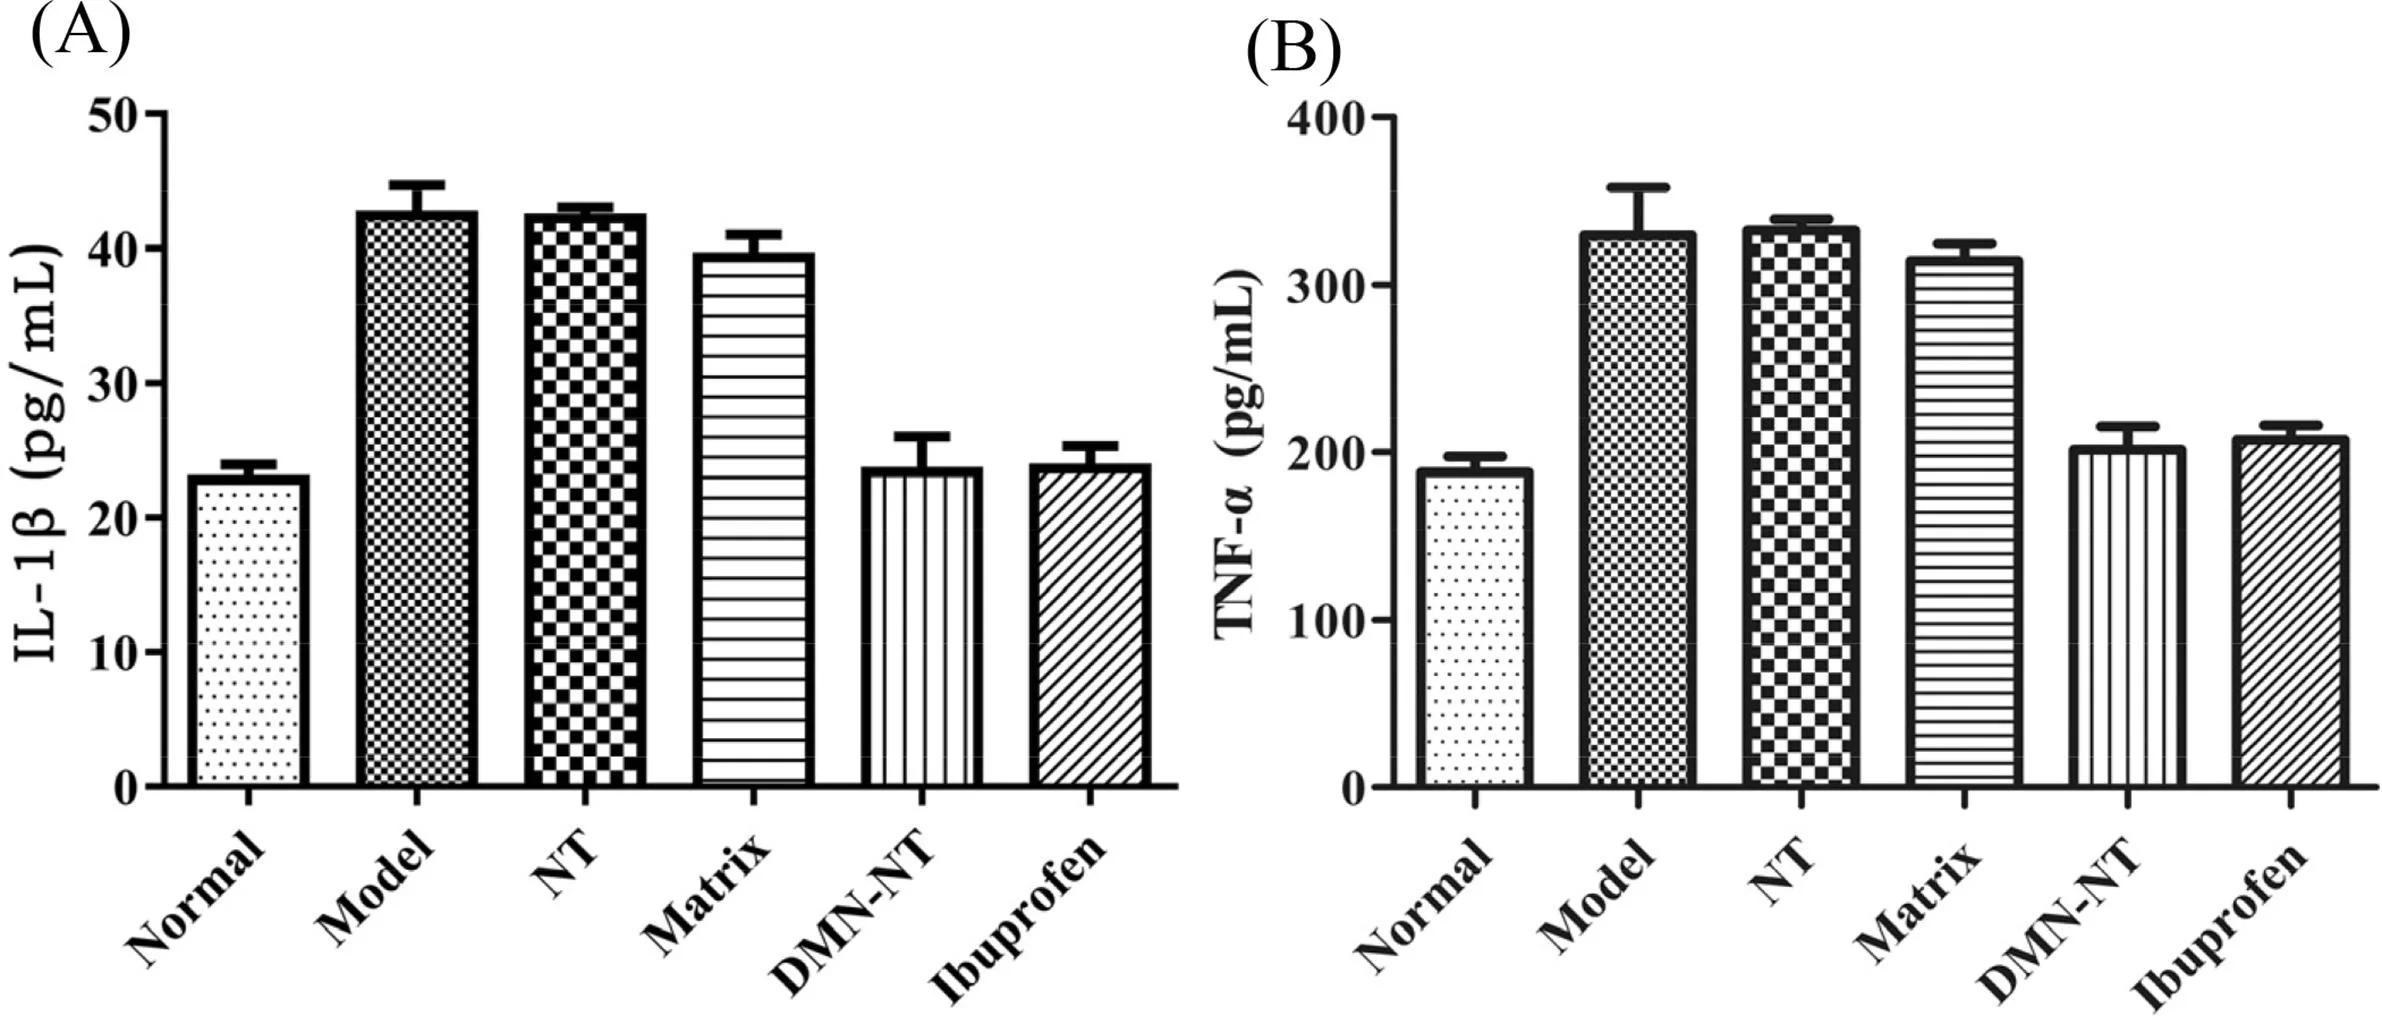 (A)
50
40
30
20
10
0
IL-1β (pg/mL)
Normal
Model
NT
Matrix
DMN-NT
Ibuprofen
(B)
400
300
200
100
0
TNF-α (pg/mL)
Normal
Model
NT
Matrix
DMN-NT
Ibuprofen